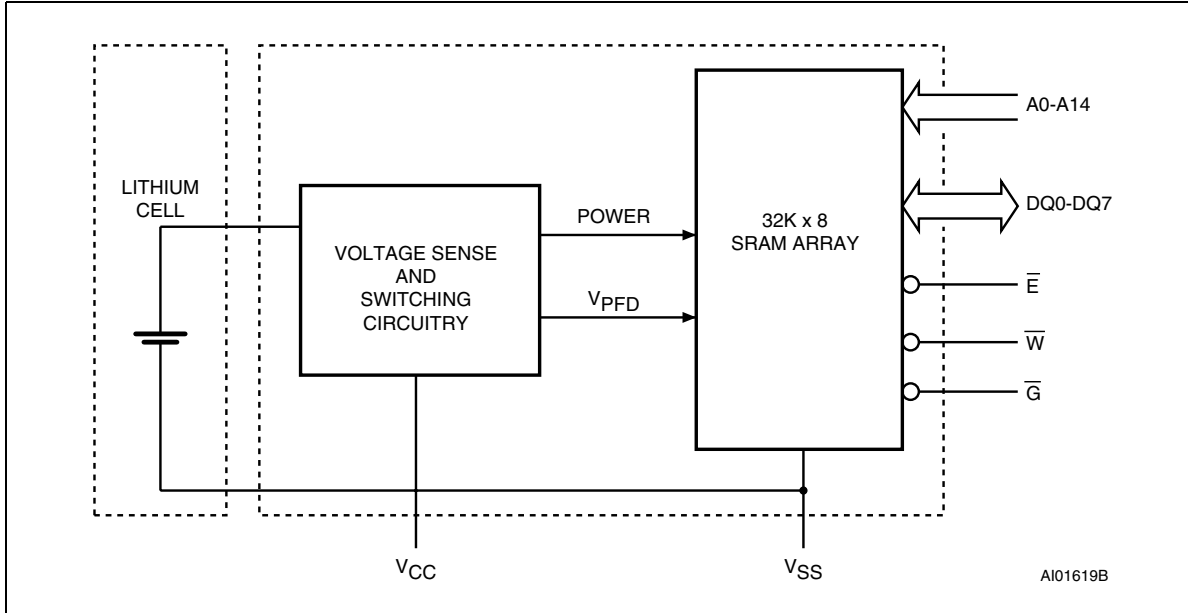 LITHIUM
CELL
VOLTAGE SENSE
AND
SWITCHING
CIRCUITRY
POWER
VPFD
32K x 8
SRAM ARRAY
A0-A14
DQ0-DQ7
E̅
W̅
G̅
VCC
VSS
AI01619B